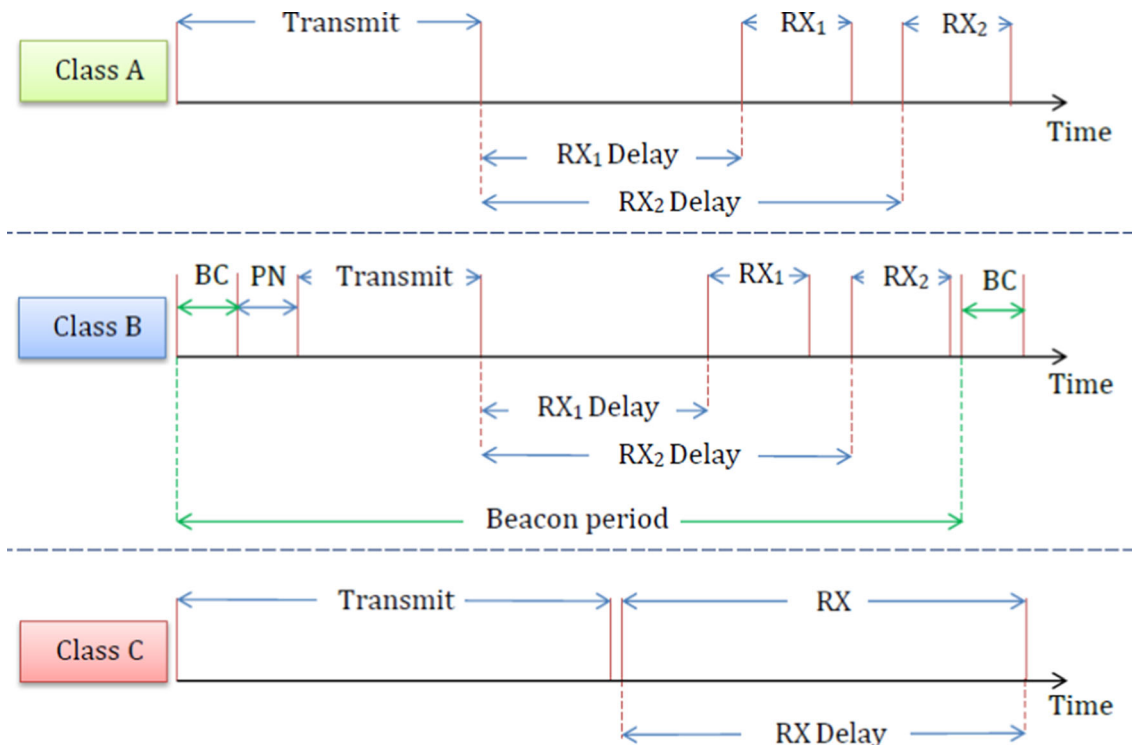 Transmit
RX₁
RX₂
Class A
Time
RX₁ Delay
RX₂ Delay
BC
PN
Transmit
RX₁
RX₂
BC
Class B
Time
RX₁ Delay
RX₂ Delay
Beacon period
Transmit
RX
Class C
Time
RX Delay